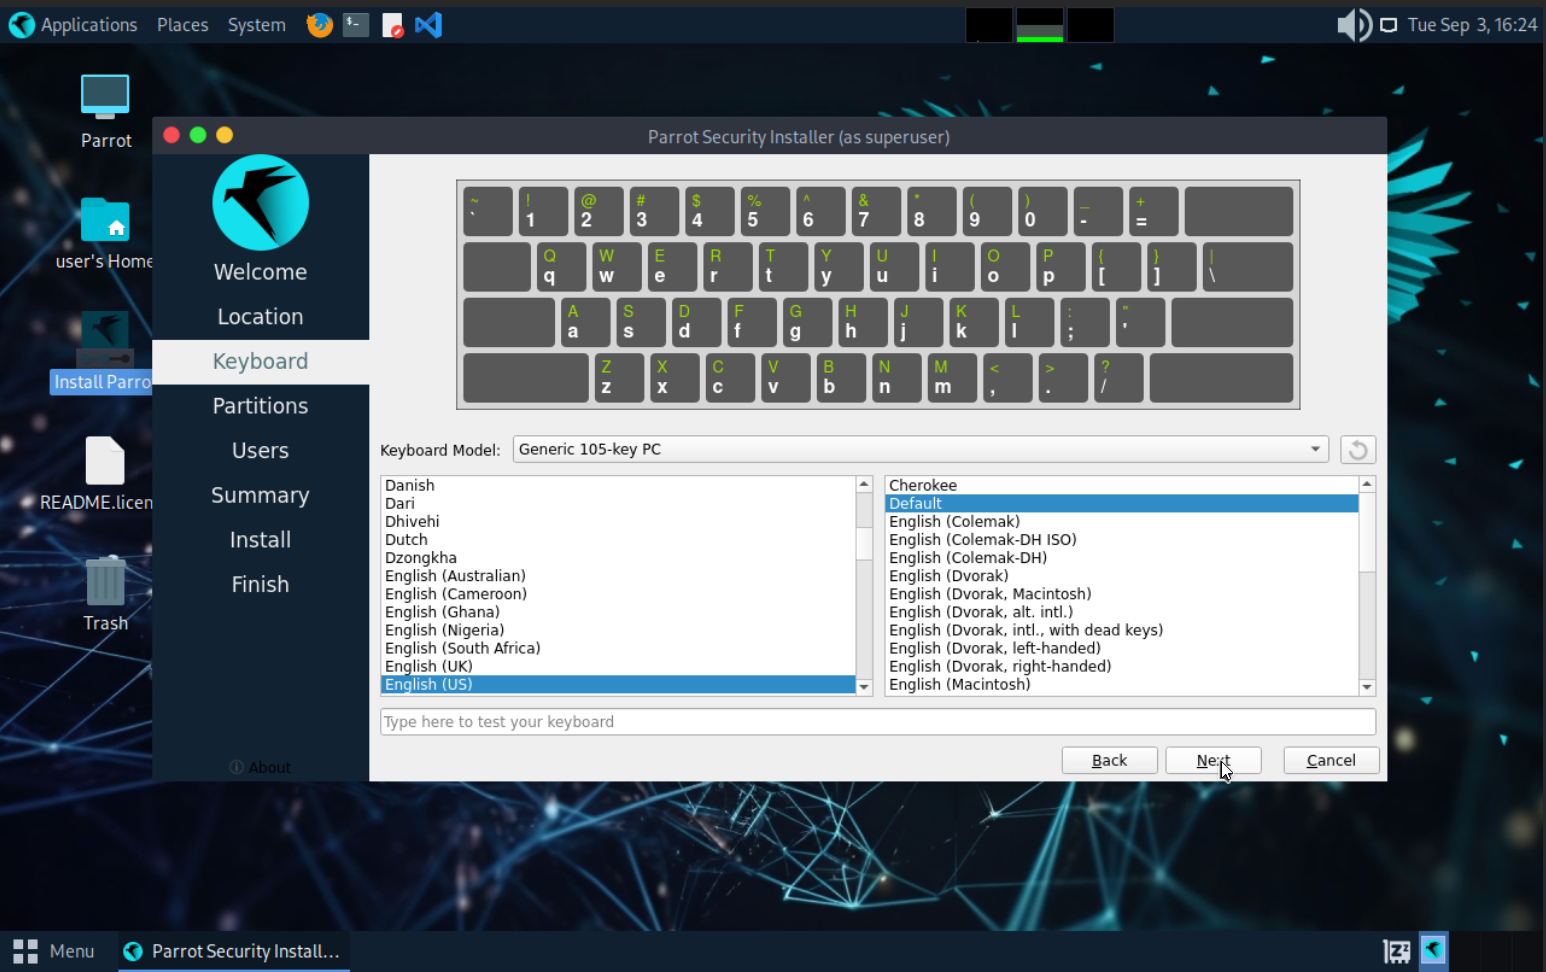 Applications Places System Tue Sep 3, 16:24
Parrot
user's Home
Install Parro
README.licen
Trash
Parrot Security Installer (as superuser)
Welcome
Location
Keyboard
Partitions
Users
Summary
Install
Finish
About
~ ! @ # $ % ^ & * ( ) _ +
` 1 2 3 4 5 6 7 8 9 0 - =
Q W E R T Y U I O P { } |
q w e r t y u i o p [ ] \
A S D F G H J K L : "
a s d f g h j k l ; '
Z X C V B N M < > ?
z x c v b n m , . /
Keyboard Model: Generic 105-key PC
Danish
Dari
Dhivehi
Dutch
Dzongkha
English (Australian)
English (Cameroon)
English (Ghana)
English (Nigeria)
English (South Africa)
English (UK)
English (US)
Cherokee
Default
English (Colemak)
English (Colemak-DH ISO)
English (Colemak-DH)
English (Dvorak)
English (Dvorak, Macintosh)
English (Dvorak, alt. intl.)
English (Dvorak, intl., with dead keys)
English (Dvorak, left-handed)
English (Dvorak, right-handed)
English (Macintosh)
Type here to test your keyboard
Back Next Cancel
Menu Parrot Security Install...